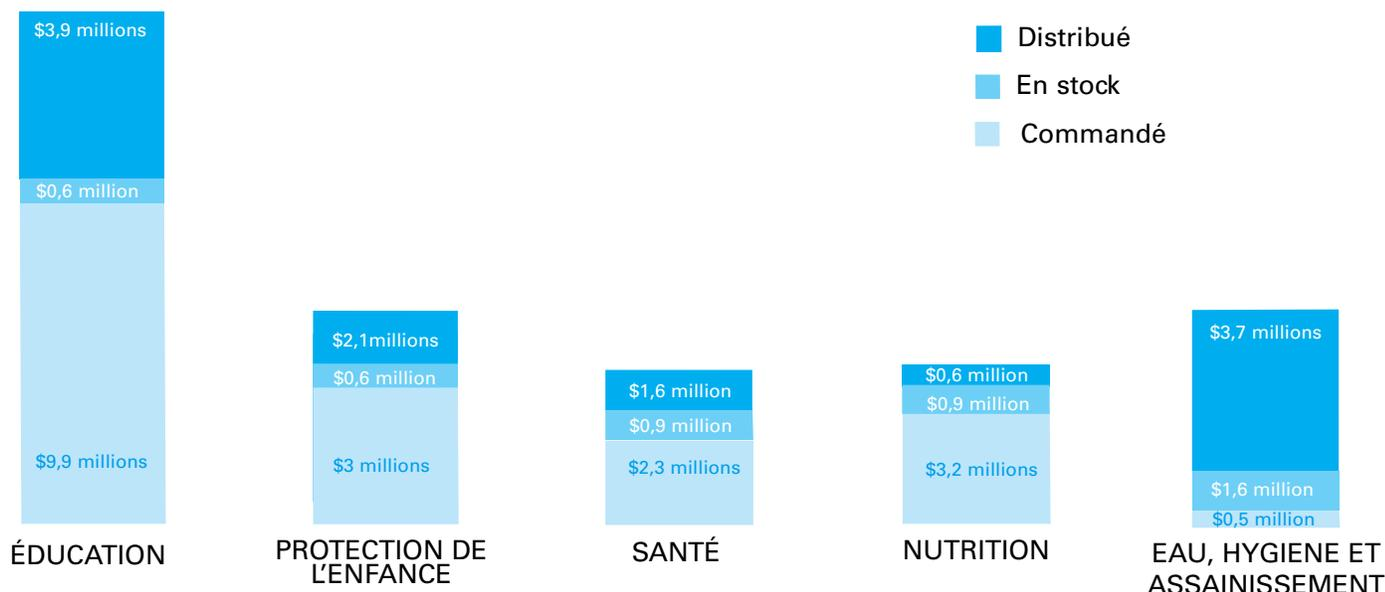 $3,9 millions
$0,6 million
$9,9 millions
ÉDUCATION
$2,1millions
$0,6 million
$3 millions
PROTECTION DE
L'ENFANCE
$1,6 million
$0,9 million
$2,3 millions
SANTÉ
$0,6 million
$0,9 million
$3,2 millions
NUTRITION
$3,7 millions
$1,6 million
$0,5 million
EAU, HYGIENE ET
ASSAINISSEMENT
Distribué
En stock
Commandé